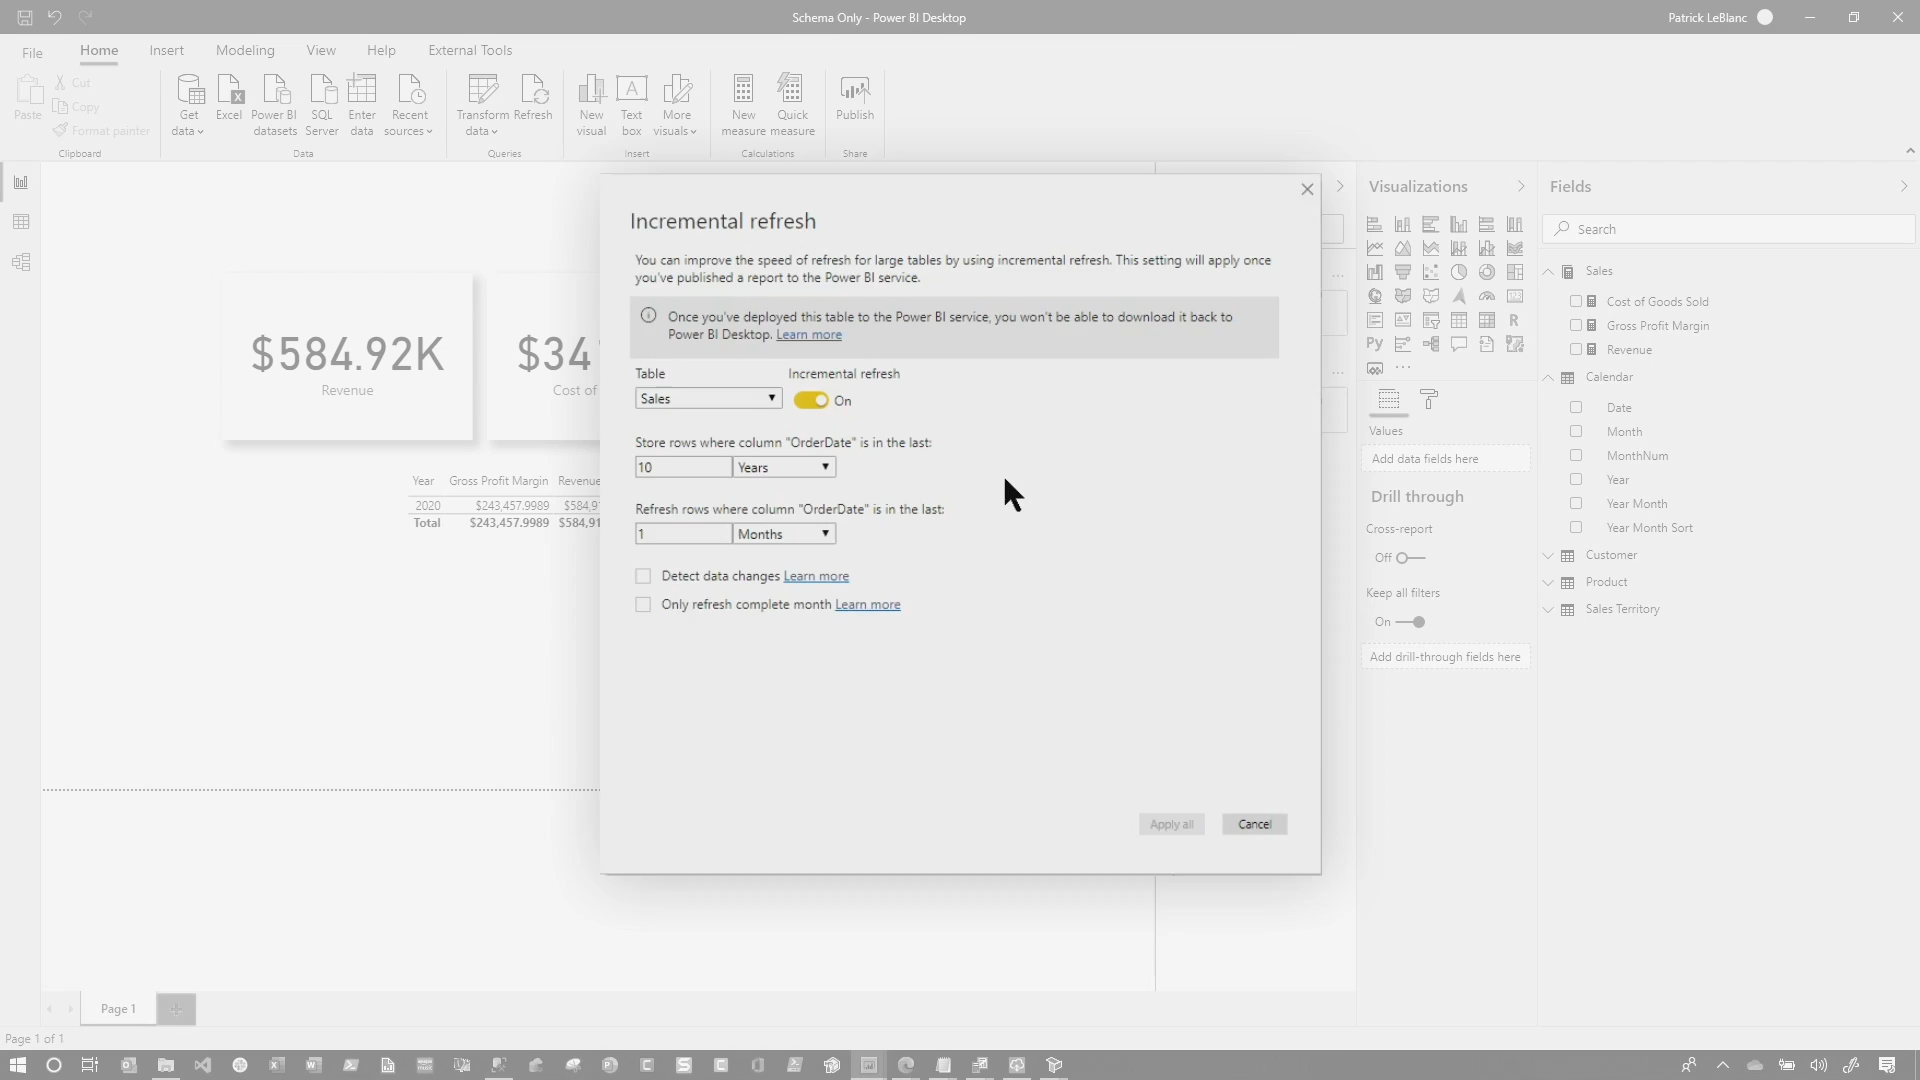 Schema Only - Power BI Desktop
Patrick LeBlanc
File
Home
Insert
Modeling
View
Help
External Tools
Paste
Cut
Copy
Format painter
Clipboard
Get data
Excel
Power BI datasets
SQL Server
Enter data
Recent sources
Data
Transform data
Refresh
Queries
New visual
Text box
More visuals
Insert
New measure
Quick measure
Calculations
Publish
Share
$584.92K
Revenue
$34
Cost of
Year Gross Profit Margin Revenue
2020 $243,457.9989 $584,9
Total $243,457.9989 $584,91
Incremental refresh
You can improve the speed of refresh for large tables by using incremental refresh. This setting will apply once
you've published a report to the Power BI service.
Once you've deployed this table to the Power BI service, you won't be able to download it back to
Power BI Desktop. Learn more
Table
Incremental refresh
Sales
On
Store rows where column "OrderDate" is in the last:
10
Years
Refresh rows where column "OrderDate" is in the last:
1
Months
Detect data changes Learn more
Only refresh complete month Learn more
Apply all
Cancel
Visualizations
R
Py
Values
Add data fields here
Drill through
Cross-report
Off
Keep all filters
On
Add drill-through fields here
Fields
Search
Sales
Cost of Goods Sold
Gross Profit Margin
Revenue
Calendar
Date
Month
MonthNum
Year
Year Month
Year Month Sort
Customer
Product
Sales Territory
Page 1
Page 1 of 1